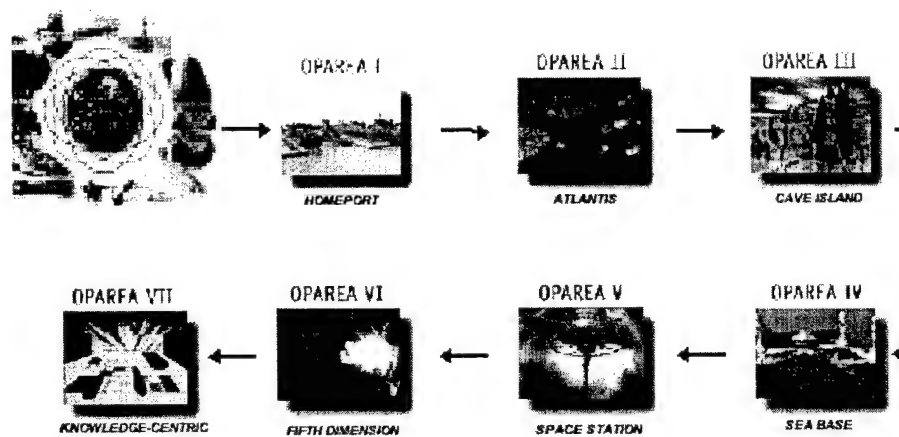 OPAREA I
HOMEPORT
OPAREA II
ATLANTIS
OPAREA III
CAVE ISLAND
OPAREA VII
KNOWLEDGE-CENTRIC
OPAREA VI
FIFTH DIMENSION
OPAREA V
SPACE STATION
OPAREA IV
SEA BASE